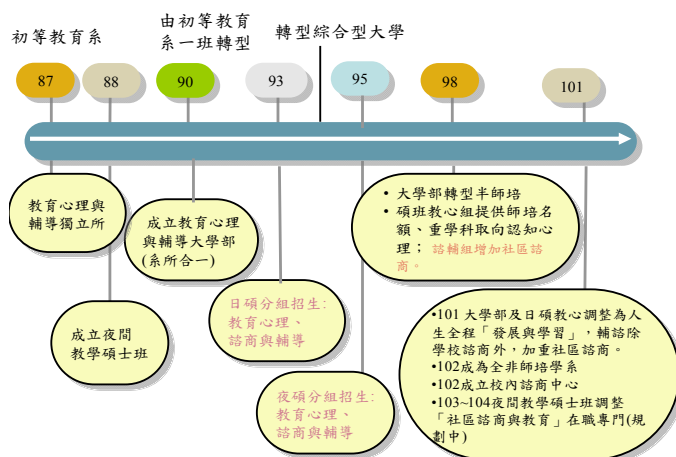 初等教育系
由初等教育
系一班轉型
轉型綜合型大學
87
88
90
93
95
98
101
教育心理與
輔導獨立所
成立教育心理
與輔導大學部
(系所合一)
• 大學部轉型半師培
• 碩班教心組提供師培名
額、重學科取向認知心
理；諮輔組增加社區諮
商。
成立夜間
教學碩士班
日碩分組招生:
教育心理、
諮商與輔導
夜碩分組招生:
教育心理、
諮商與輔導
•101 大學部及日碩教心調整為人
生全程「發展與學習」，輔諮除
學校諮商外，加重社區諮商。
•102成為全非師培學系
•102成立校內諮商中心
•103~104夜間教學碩士班調整
「社區諮商與教育」在職專門(規
劃中)